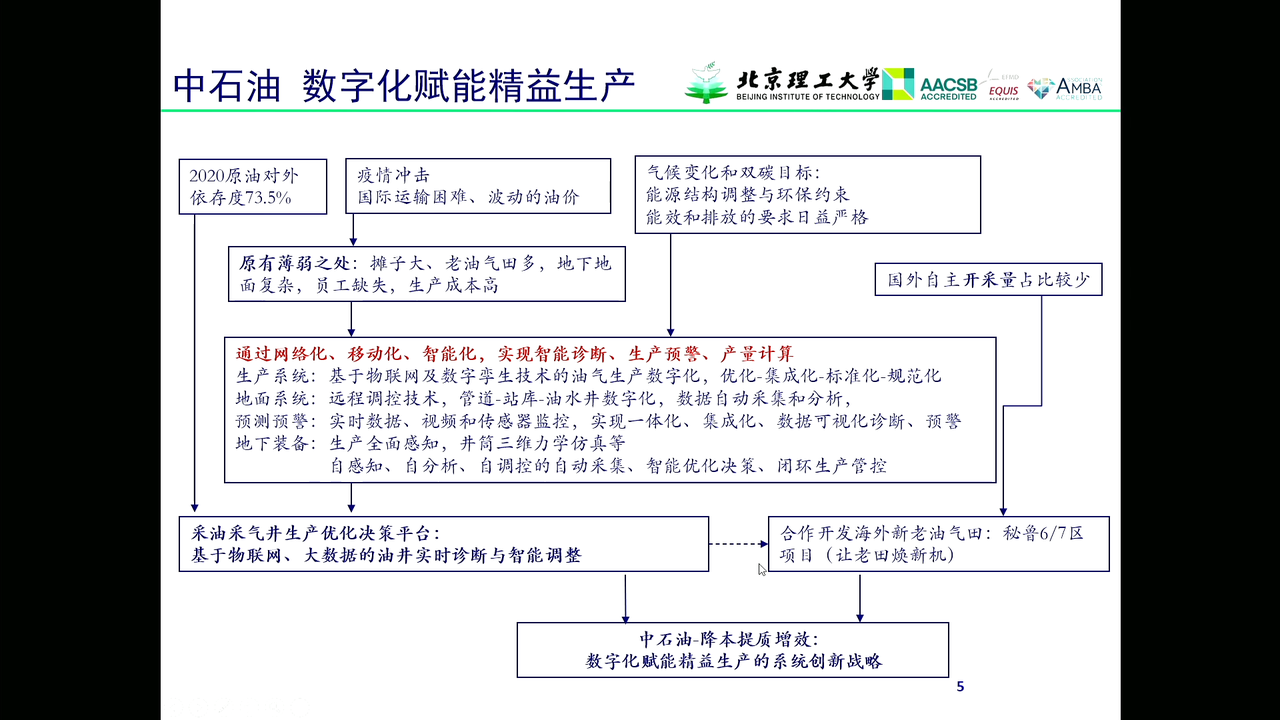 中石油 数字化赋能精益生产
北京理工大学
BEIJING INSTITUTE OF TECHNOLOGY
AACSB
ACCREDITED
EFMD
EQUIS
ACCREDITED
ASSOCIATION
AMBA
ACCREDITED
2020原油对外
依存度73.5%
疫情冲击
国际运输困难、波动的油价
气候变化和双碳目标：
能源结构调整与环保约束
能效和排放的要求日益严格
原有薄弱之处：摊子大、老油气田多，地下地
面复杂，员工缺失，生产成本高
国外自主开采量占比较少
通过网络化、移动化、智能化，实现智能诊断、生产预警、产量计算
生产系统：基于物联网及数字孪生技术的油气生产数字化，优化-集成化-标准化-规范化
地面系统：远程调控技术，管道-站库-油水井数字化，数据自动采集和分析，
预测预警：实时数据、视频和传感器监控，实现一体化、集成化、数据可视化诊断、预警
地下装备：生产全面感知，井筒三维力学仿真等
自感知、自分析、自调控的自动采集、智能优化决策、闭环生产管控
采油采气井生产优化决策平台：
基于物联网、大数据的油井实时诊断与智能调整
合作开发海外新老油气田：秘鲁6/7区
项目（让老田焕新机）
中石油-降本提质增效：
数字化赋能精益生产的系统创新战略
5